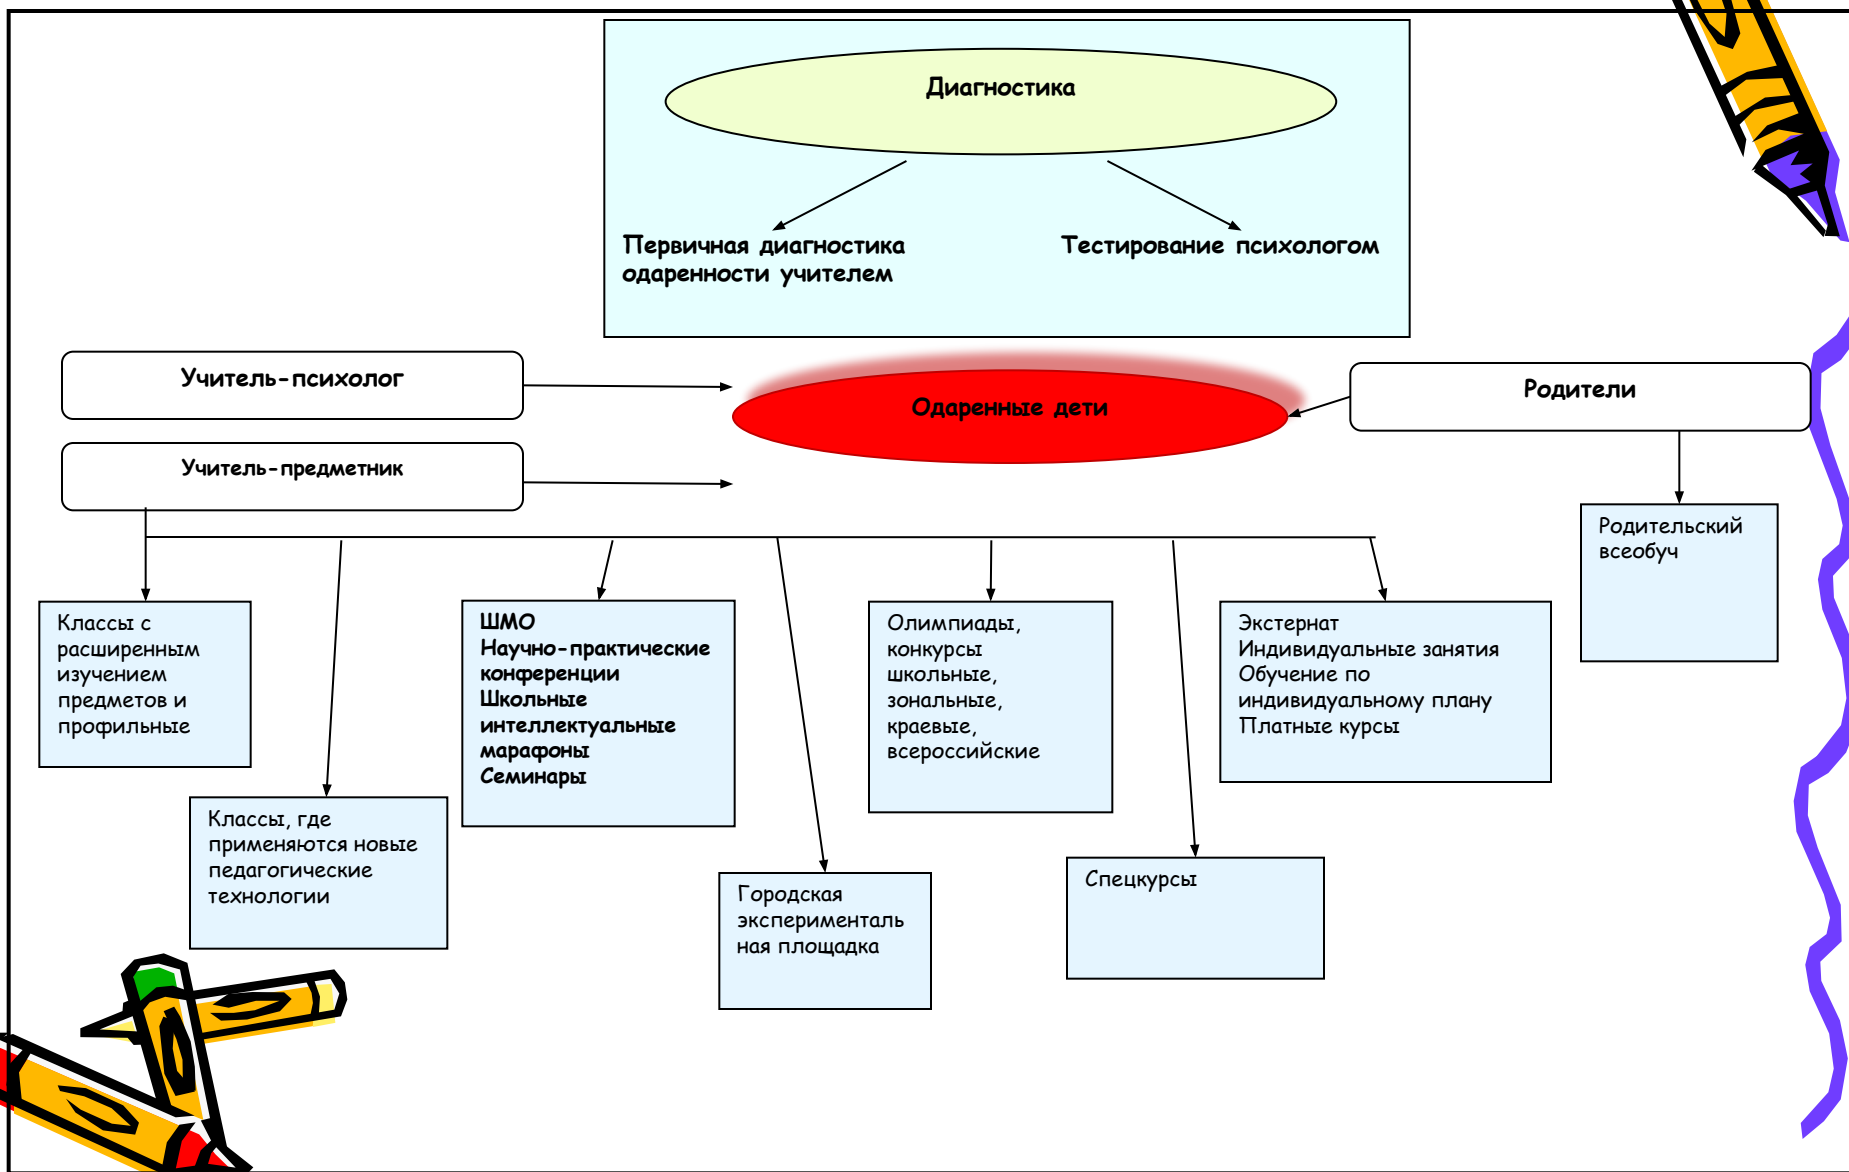 Диагностика
Первичная диагностика
одаренности учителем
Тестирование психологом
Учитель-психолог
Одаренные дети
Родители
Учитель-предметник
Родительский
всеобуч
Классы с
расширенным
изучением
предметов и
профильные
Классы, где
применяются новые
педагогические
технологии
ШМО
Научно-практические
конференции
Школьные
интеллектуальные
марафоны
Семинары
Городская
эксперименталь
ная площадка
Олимпиады,
конкурсы
школьные,
зональные,
краевые,
всероссийские
Спецкурсы
Экстернат
Индивидуальные занятия
Обучение по
индивидуальному плану
Платные курсы